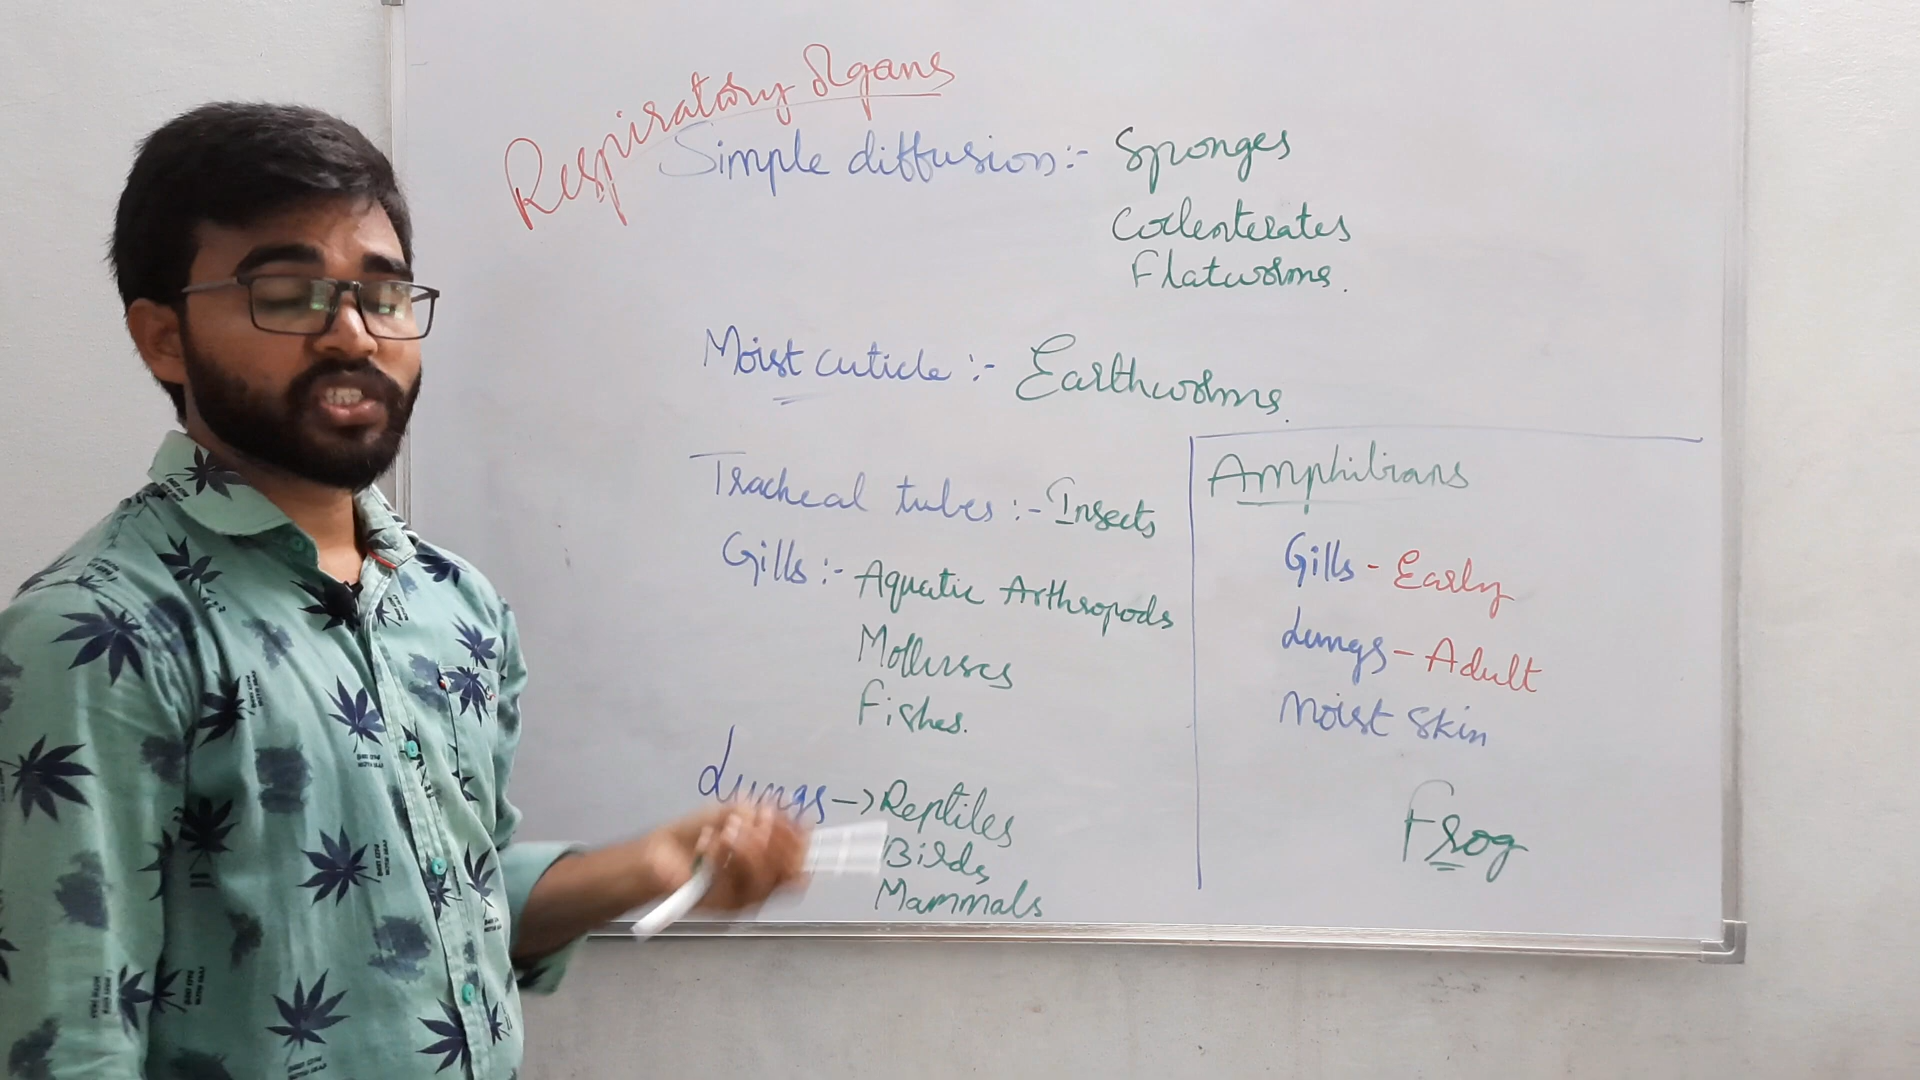 Respiratory Organs
Simple diffusion :- Sponges
Coelenterates
Flatworms.
Moist cuticle :- Earthworms.
Tracheal tubes :- Insects
Gills :- Aquatic Arthropods
Molluscs
Fishes.
Lungs -> Reptiles
Birds
Mammals
Amphibians
Gills - Early
Lungs - Adult
Moist skin
Frog